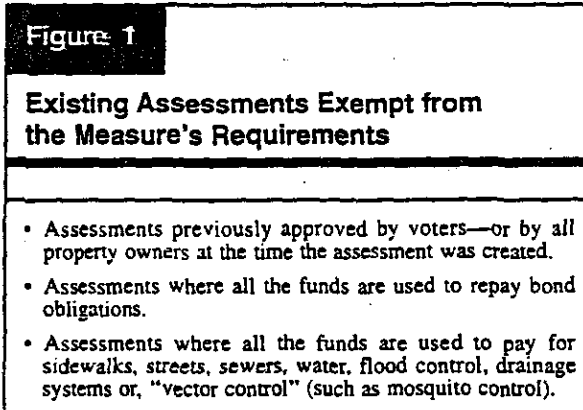 Figure 1
Existing Assessments Exempt from
the Measure's Requirements
• Assessments previously approved by voters—or by all
property owners at the time the assessment was created.
• Assessments where all the funds are used to repay bond
obligations.
• Assessments where all the funds are used to pay for
sidewalks, streets, sewers, water, flood control, drainage
systems or, "vector control" (such as mosquito control).